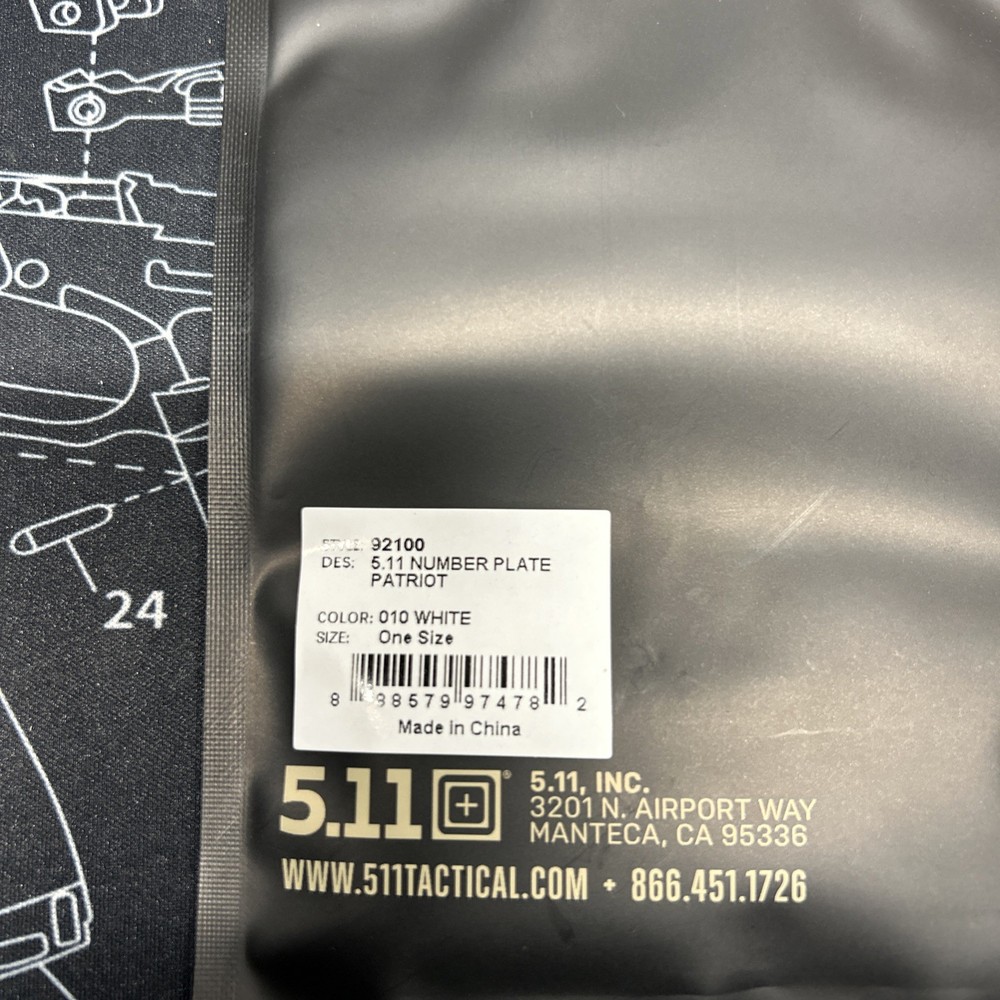 24
STYLE: 92100
DES: 5.11 NUMBER PLATE
PATRIOT
COLOR: 010 WHITE
SIZE: One Size
8 88579 97478 2
Made in China
5.11
5.11, INC.
3201 N. AIRPORT WAY
MANTECA, CA 95336
WWW.511TACTICAL.COM + 866.451.1726